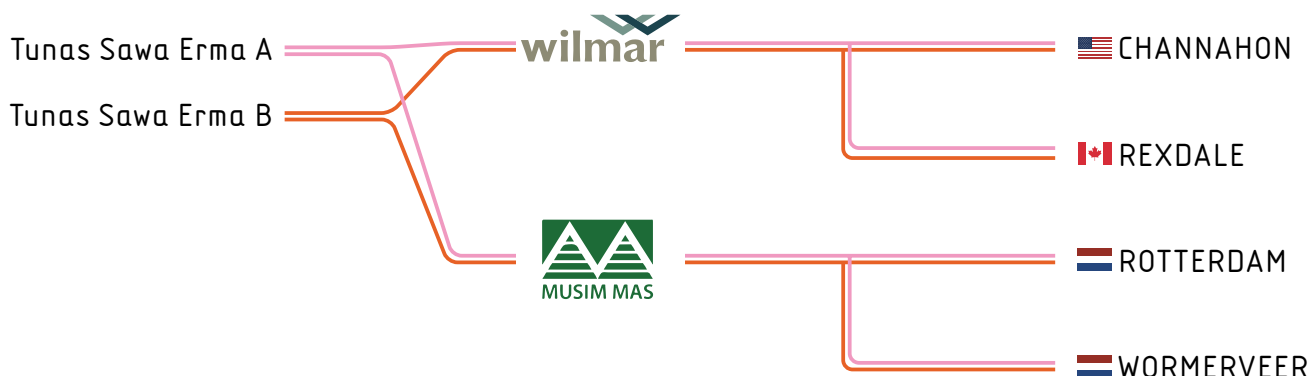 Tunas Sawa Erma A
Tunas Sawa Erma B
wilmar
MUSIM MAS
CHANNAHON
REXDALE
ROTTERDAM
WORMERVEER